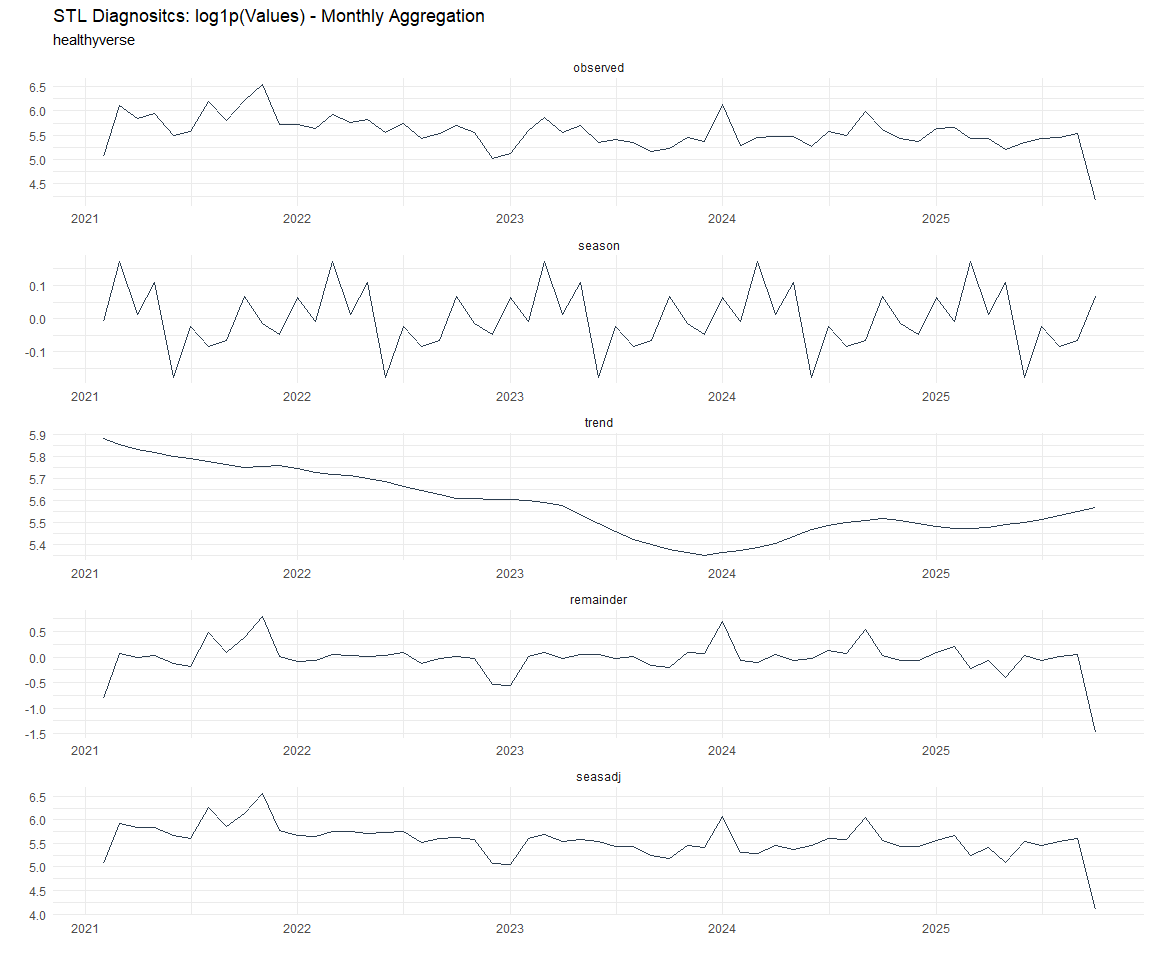 STL Diagnositcs: log1p(Values) - Monthly Aggregation
healthyverse
observed
6.5
6.0
5.5
5.0
4.5
2021 2022 2023 2024 2025
season
0.1
0.0
-0.1
2021 2022 2023 2024 2025
trend
5.9
5.8
5.7
5.6
5.5
5.4
2021 2022 2023 2024 2025
remainder
0.5
0.0
-0.5
-1.0
-1.5
2021 2022 2023 2024 2025
seasadj
6.5
6.0
5.5
5.0
4.5
4.0
2021 2022 2023 2024 2025